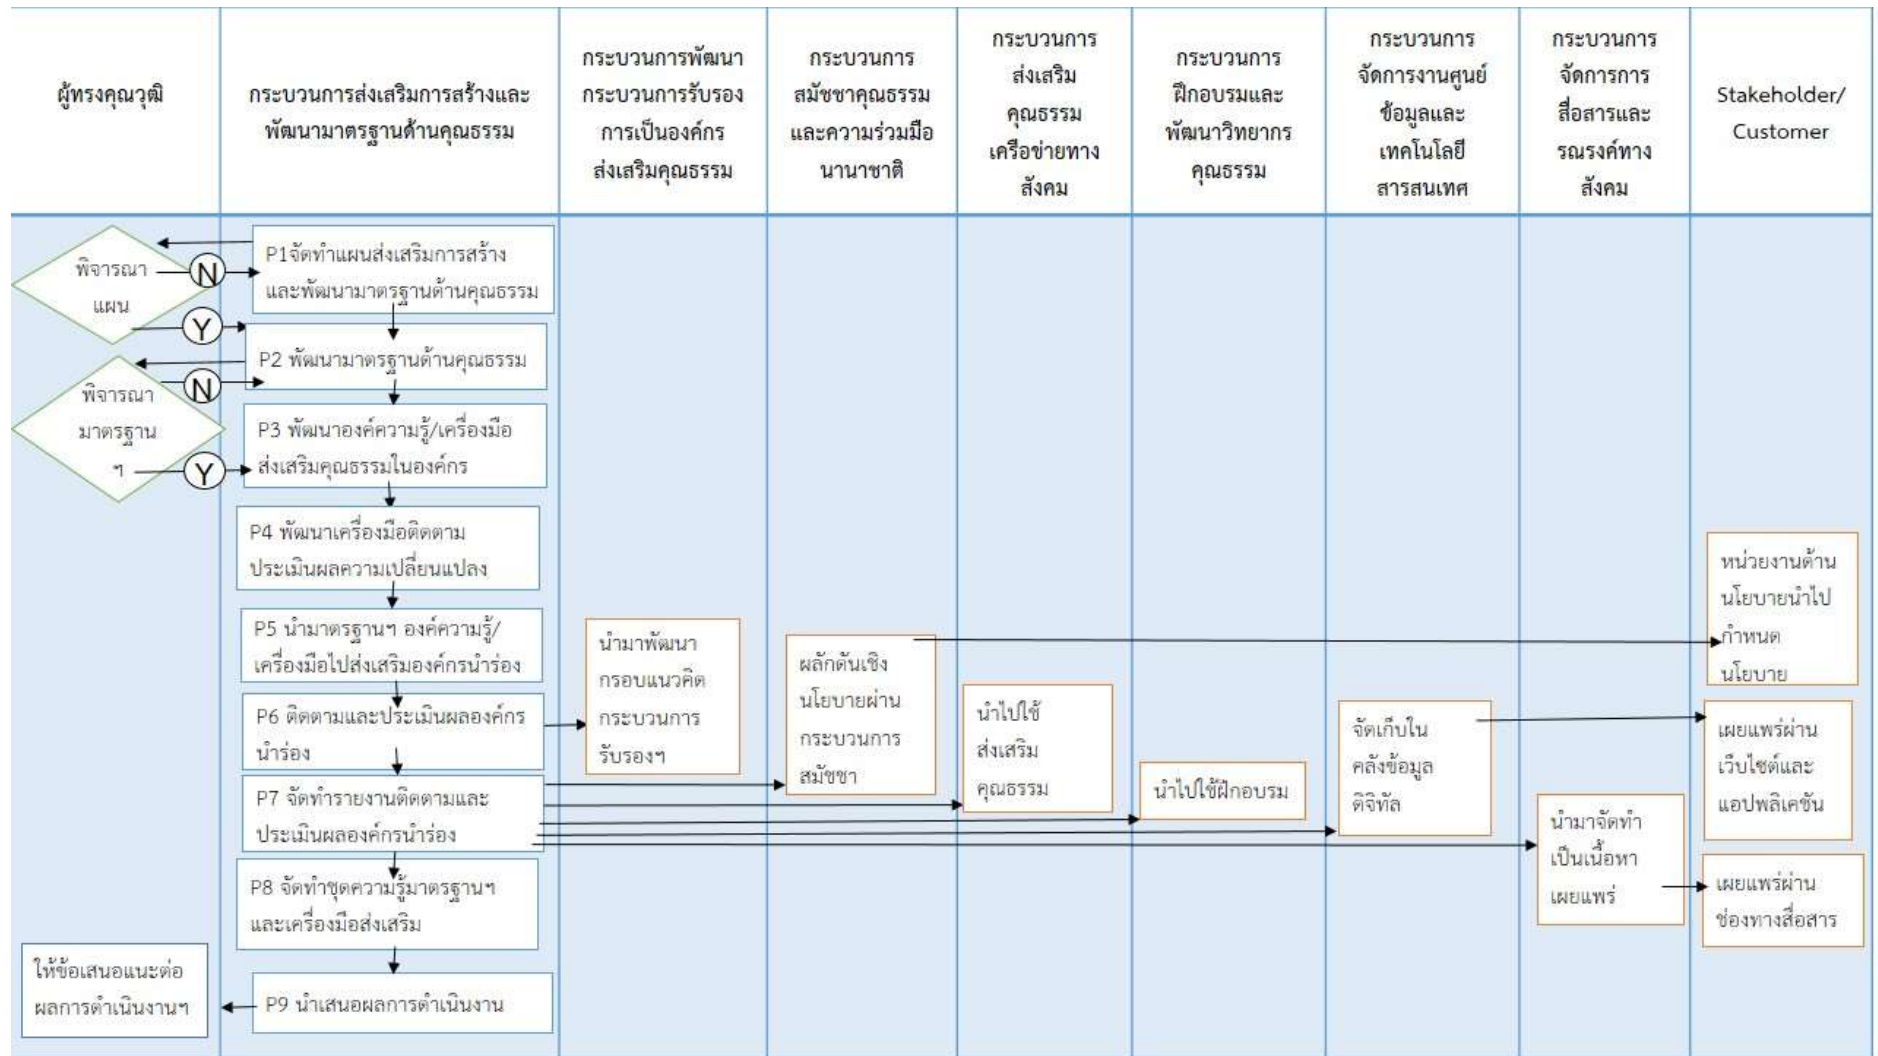 ผู้ทรงคุณวุฒิ
กระบวนการส่งเสริมการสร้างและ
พัฒนามาตรฐานด้านคุณธรรม
กระบวนการพัฒนา
กระบวนการรับรอง
การเป็นองค์กร
ส่งเสริมคุณธรรม
กระบวนการ
สมัชชาคุณธรรม
และความร่วมมือ
นานาชาติ
กระบวนการ
ส่งเสริม
คุณธรรม
เครือข่ายทาง
สังคม
กระบวนการ
ฝึกอบรมและ
พัฒนาวิทยากร
คุณธรรม
กระบวนการ
จัดการงานศูนย์
ข้อมูลและ
เทคโนโลยี
สารสนเทศ
กระบวนการ
จัดการการ
สื่อสารและ
รณรงค์ทาง
สังคม
Stakeholder/
Customer
พิจารณา
แผน
N
Y
P1จัดทำแผนส่งเสริมการสร้าง
และพัฒนามาตรฐานด้านคุณธรรม
P2 พัฒนามาตรฐานด้านคุณธรรม
พิจารณา
มาตรฐาน
ฯ
N
Y
P3 พัฒนาองค์ความรู้/เครื่องมือ
ส่งเสริมคุณธรรมในองค์กร
P4 พัฒนาเครื่องมือติดตาม
ประเมินผลความเปลี่ยนแปลง
P5 นำมาตรฐานฯ องค์ความรู้/
เครื่องมือไปส่งเสริมองค์กรนำร่อง
P6 ติดตามและประเมินผลองค์กร
นำร่อง
P7 จัดทำรายงานติดตามและ
ประเมินผลองค์กรนำร่อง
P8 จัดทำชุดความรู้มาตรฐานฯ
และเครื่องมือส่งเสริม
P9 นำเสนอผลการดำเนินงาน
ให้ข้อเสนอแนะต่อ
ผลการดำเนินงานฯ
นำมาพัฒนา
กรอบแนวคิด
กระบวนการ
รับรองฯ
ผลักดันเชิง
นโยบายผ่าน
กระบวนการ
สมัชชา
นำไปใช้
ส่งเสริม
คุณธรรม
นำไปใช้ฝึกอบรม
จัดเก็บใน
คลังข้อมูล
ดิจิทัล
นำมาจัดทำ
เป็นเนื้อหา
เผยแพร่
หน่วยงานด้าน
นโยบายนำไป
กำหนด
นโยบาย
เผยแพร่ผ่าน
เว็บไซต์และ
แอปพลิเคชัน
เผยแพร่ผ่าน
ช่องทางสื่อสาร